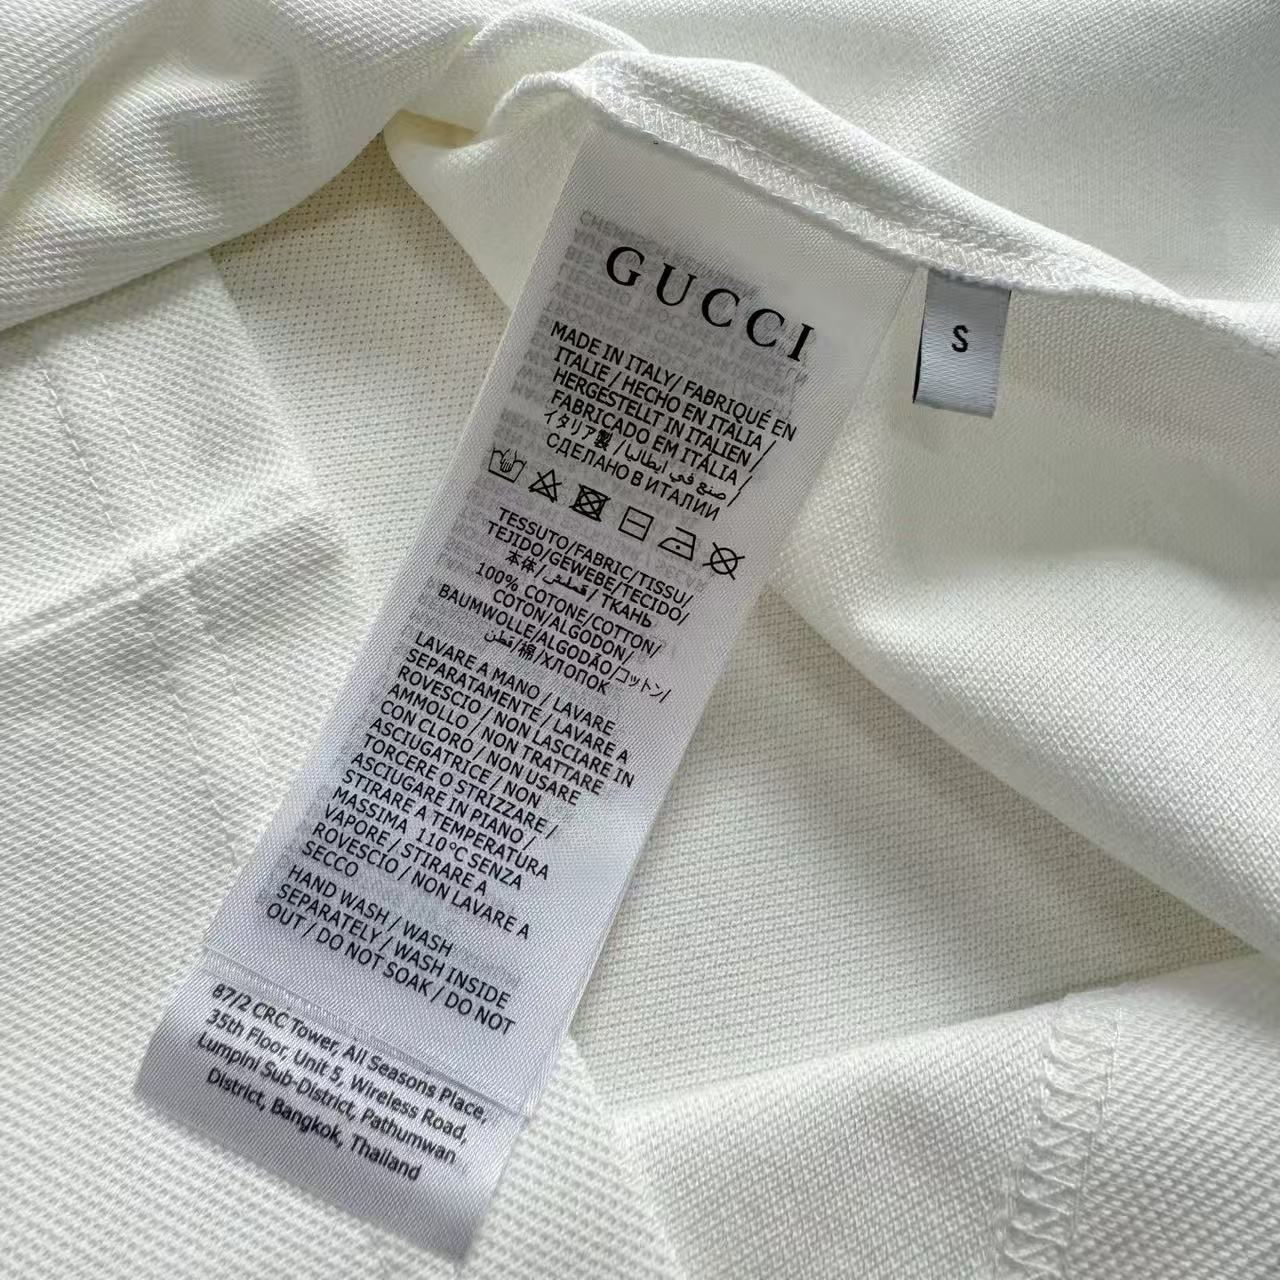 GUCCI
MADE IN ITALY/ FABRIQUÉ EN
ITALIE / HECHO EN ITALIA /
HERGESTELLT IN ITALIEN /
FABRICADO EM ITÁLIA /
イタリア製 / صنع في ايطاليا /
СДЕЛАНО В ИТАЛИИ
TESSUTO/FABRIC/TISSU/
TEJIDO/GEWEBE/TECIDO/
本体/قطش/ТКАНЬ
100% COTONE/COTTON/
COTON/ALGODON/
BAUMWOLLE/ALGODÃO/コットン/
قطن/棉/ХЛОПОК
LAVARE A MANO / LAVARE
SEPARATAMENTE / LAVARE A
ROVESCIO / NON LASCIARE IN
AMMOLLO / NON TRATTARE
CON CLORO / NON USARE
ASCIUGATRICE / NON
TORCERE O STRIZZARE /
ASCIUGARE IN PIANO /
STIRARE A TEMPERATURA
MASSIMA 110°C SENZA
VAPORE / STIRARE A
ROVESCIO / NON LAVARE A
SECCO
HAND WASH / WASH
SEPARATELY / WASH INSIDE
OUT / DO NOT SOAK / DO NOT
87/2 CRC Tower, All Seasons Place,
35th Floor, Unit 5, Wireless Road,
Lumpini Sub-District, Pathumwan
District, Bangkok, Thailand
S